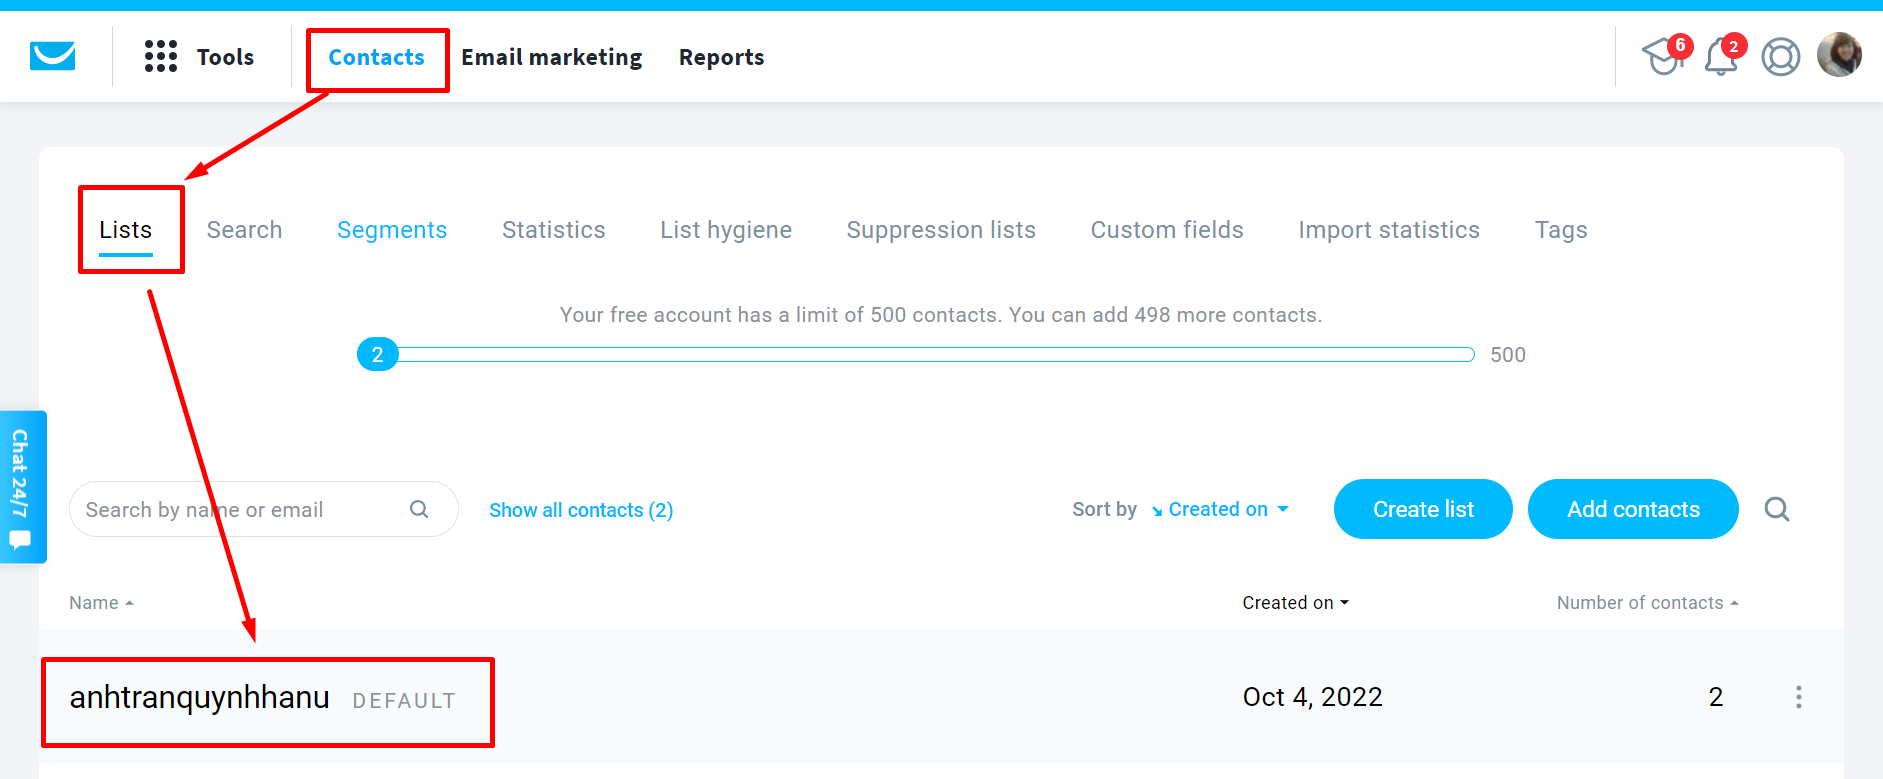 Tools Contacts Email marketing Reports 6 2
Lists Search Segments Statistics List hygiene Suppression lists Custom fields Import statistics Tags
Your free account has a limit of 500 contacts. You can add 498 more contacts.
2 500
Chat 24/7
Search by name or email Show all contacts (2) Sort by Created on Create list Add contacts
Name Created on Number of contacts
anhtranquynhhanu DEFAULT Oct 4, 2022 2